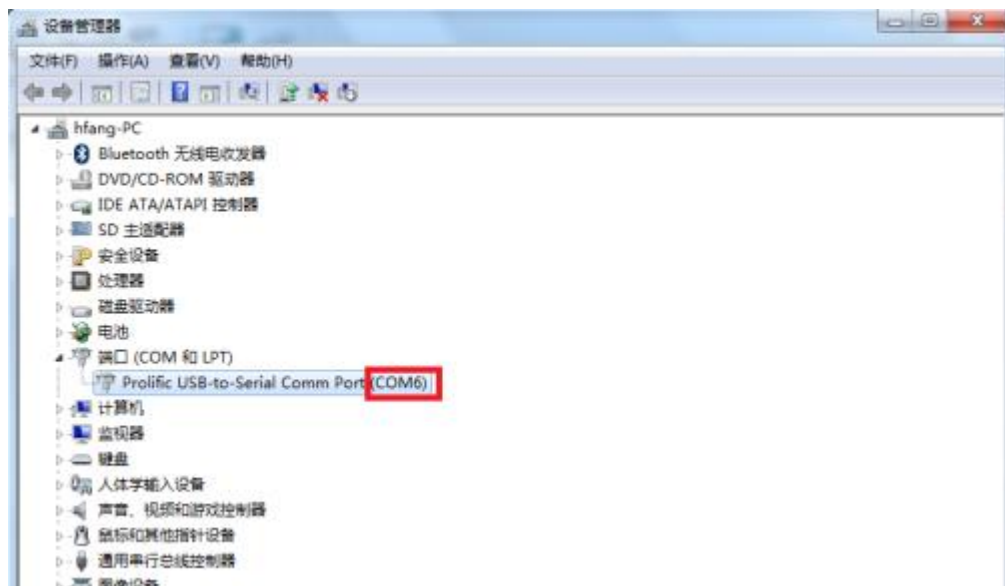 设备管理器
文件(F) 操作(A) 查看(V) 帮助(H)
hfang-PC
Bluetooth 无线电收发器
DVD/CD-ROM 驱动器
IDE ATA/ATAPI 控制器
SD 主适配器
安全设备
处理器
磁盘驱动器
电池
端口 (COM 和 LPT)
Prolific USB-to-Serial Comm Port (COM6)
计算机
监视器
键盘
人体学输入设备
声音、视频和游戏控制器
鼠标和其他指针设备
通用串行总线控制器
图像设备